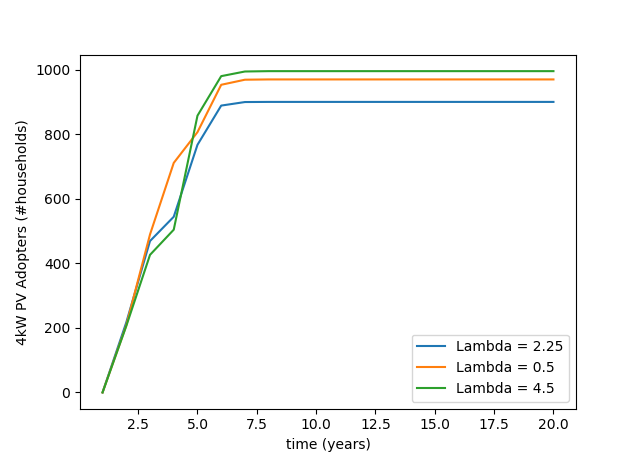 1000
800
600
400
200
0
4kW PV Adopters (#households)
Lambda = 2.25
Lambda = 0.5
Lambda = 4.5
2.5 5.0 7.5 10.0 12.5 15.0 17.5 20.0
time (years)